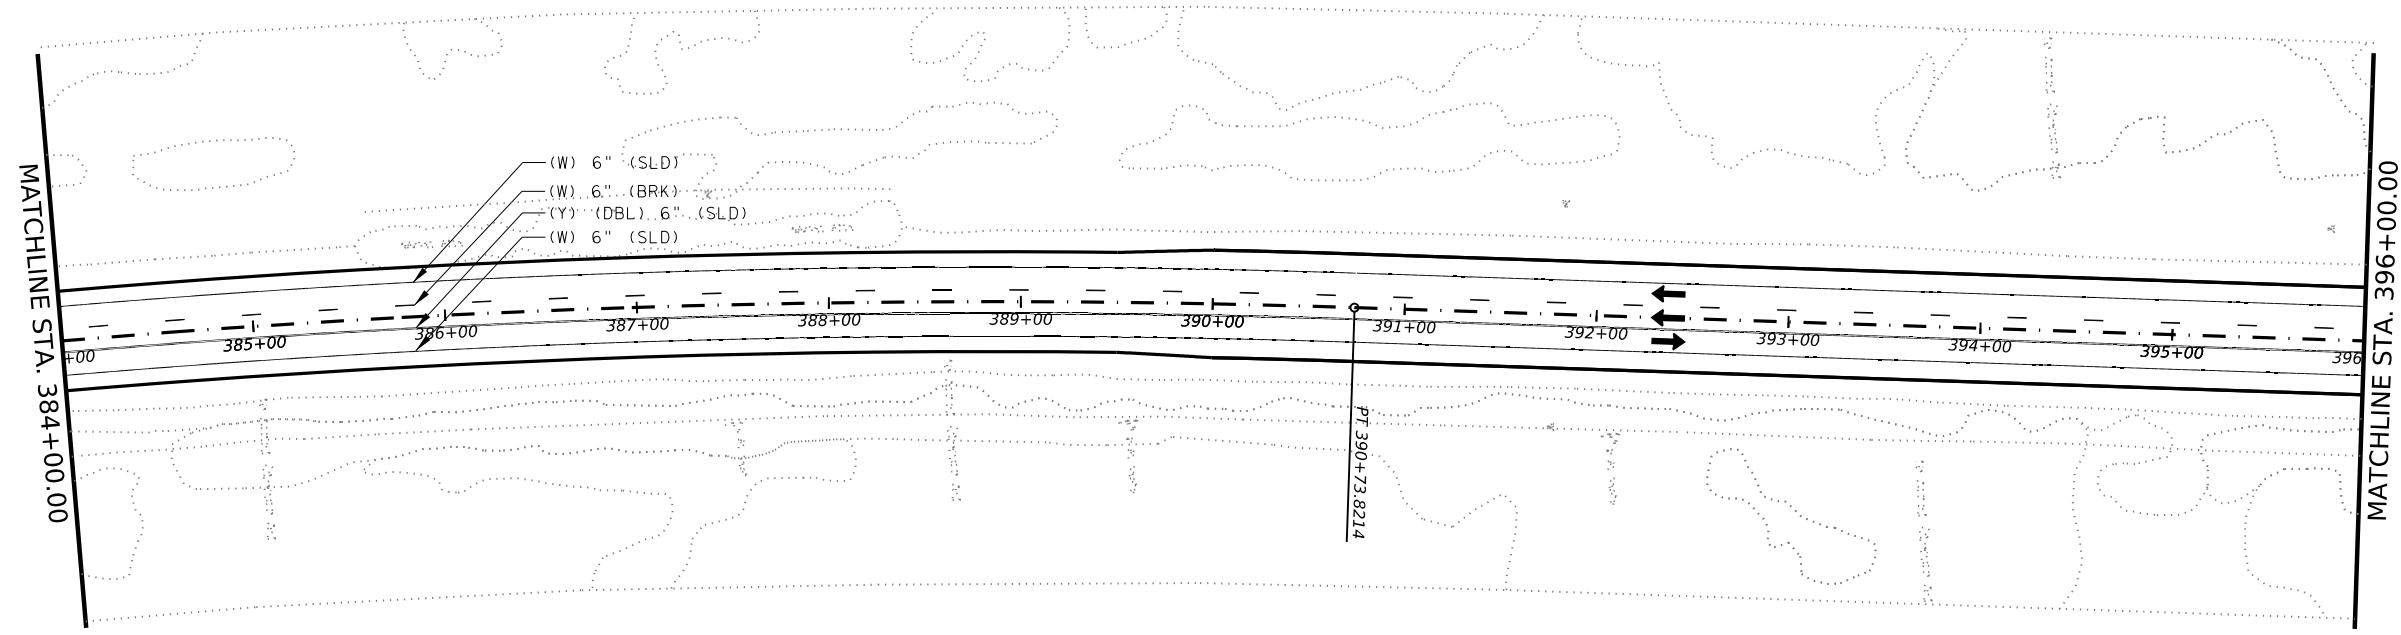 MATCHLINE STA. 384+00.00
(W) 6" (SLD)
(W) 6" (BRK)
(Y) (DBL) 6" (SLD)
(W) 6" (SLD)
+00
385+00
386+00
387+00
388+00
389+00
390+00
391+00
392+00
393+00
394+00
395+00
396
PT 390+73.8214
MATCHLINE STA. 396+00.00